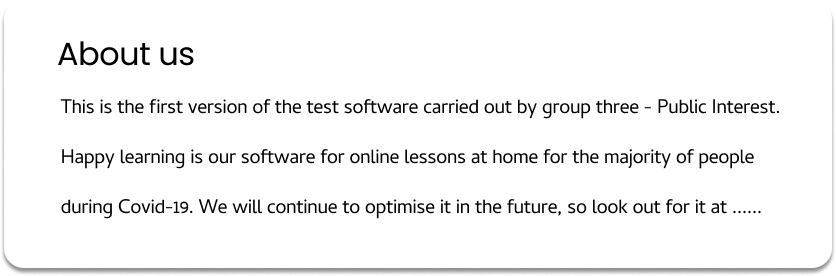 About us
This is the first version of the test software carried out by group three - Public Interest.
Happy learning is our software for online lessons at home for the majority of people
during Covid-19. We will continue to optimise it in the future, so look out for it at ......